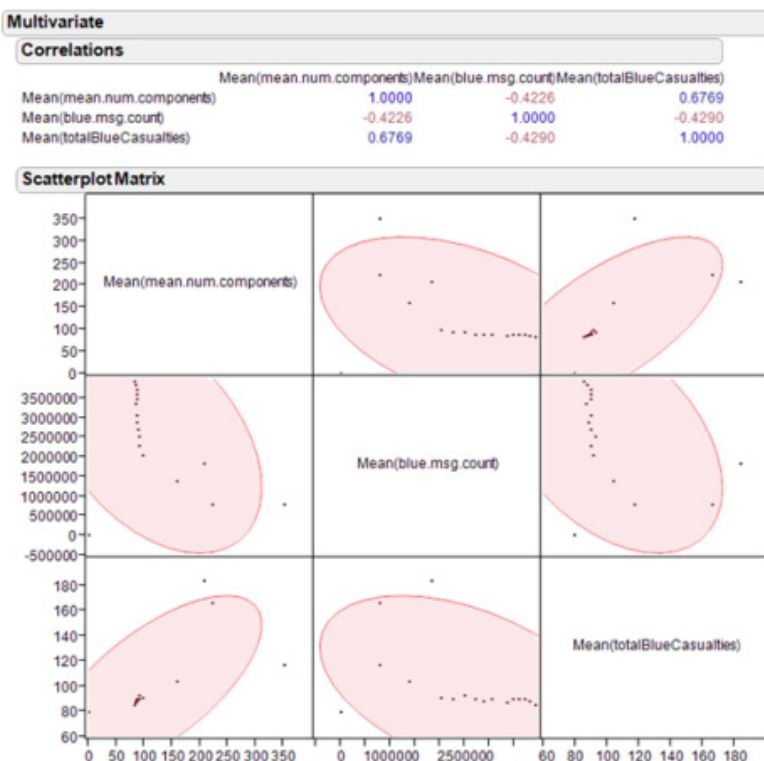 Multivariate
Correlations
Mean(mean.num.components) Mean(blue.msg.count) Mean(totalBlueCasualties)
Mean(mean.num.components) 1.0000 -0.4226 0.6769
Mean(blue.msg.count) -0.4226 1.0000 -0.4290
Mean(totalBlueCasualties) 0.6769 -0.4290 1.0000
Scatterplot Matrix
350
300
250
200
150
100
50
0
Mean(mean.num.components)
3500000
3000000
2500000
2000000
1500000
1000000
500000
0
-500000
Mean(blue.msg.count)
180
160
140
120
100
80
60
Mean(totalBlueCasualties)
0 50 100 150 200 250 300 350 0 1000000 2500000 60 80 100 120 140 160 180